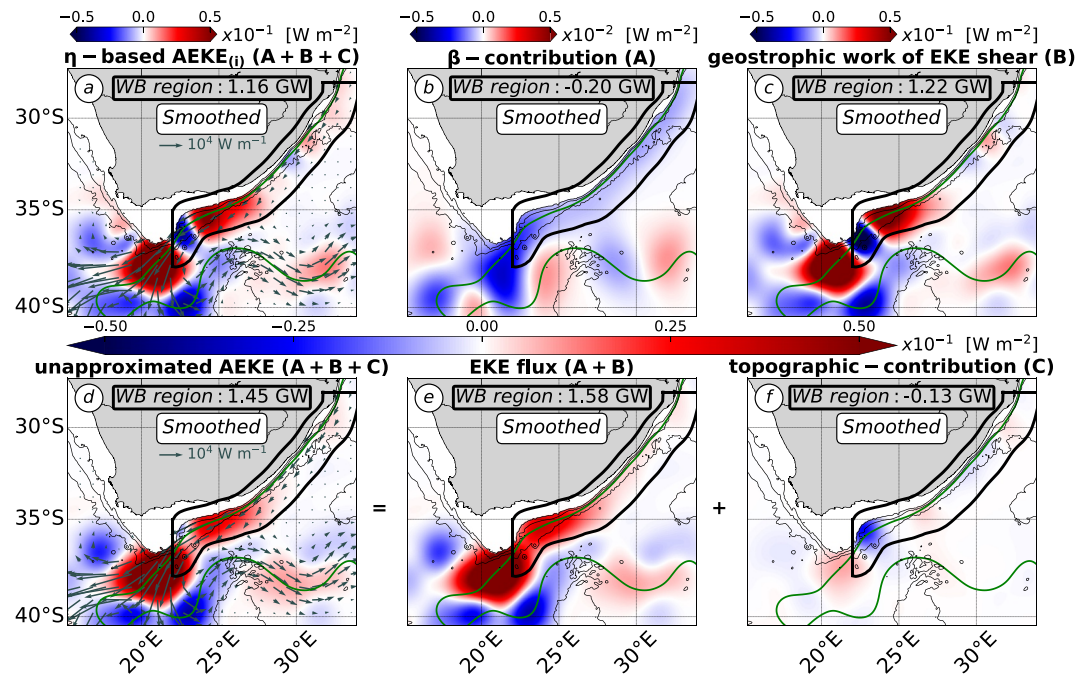 −0.5 0.0 0.5 x10⁻¹ [W m⁻²]
−0.5 0.0 0.5 x10⁻² [W m⁻²]
−0.5 0.0 0.5 x10⁻¹ [W m⁻²]
η−based AEKE(i) (A+B+C)
β−contribution (A)
geostrophic work of EKE shear (B)
a
WB region : 1.16 GW
Smoothed
10⁴ W m⁻¹
b
WB region : -0.20 GW
Smoothed
c
WB region : 1.22 GW
Smoothed
30°S
35°S
40°S
−0.50 −0.25 0.00 0.25 0.50
x10⁻¹ [W m⁻²]
unapproximated AEKE (A+B+C)
EKE flux (A+B)
topographic−contribution (C)
d
WB region : 1.45 GW
Smoothed
10⁴ W m⁻¹
e
WB region : 1.58 GW
Smoothed
f
WB region : -0.13 GW
Smoothed
30°S
35°S
40°S
=
+
20°E 25°E 30°E
20°E 25°E 30°E
20°E 25°E 30°E